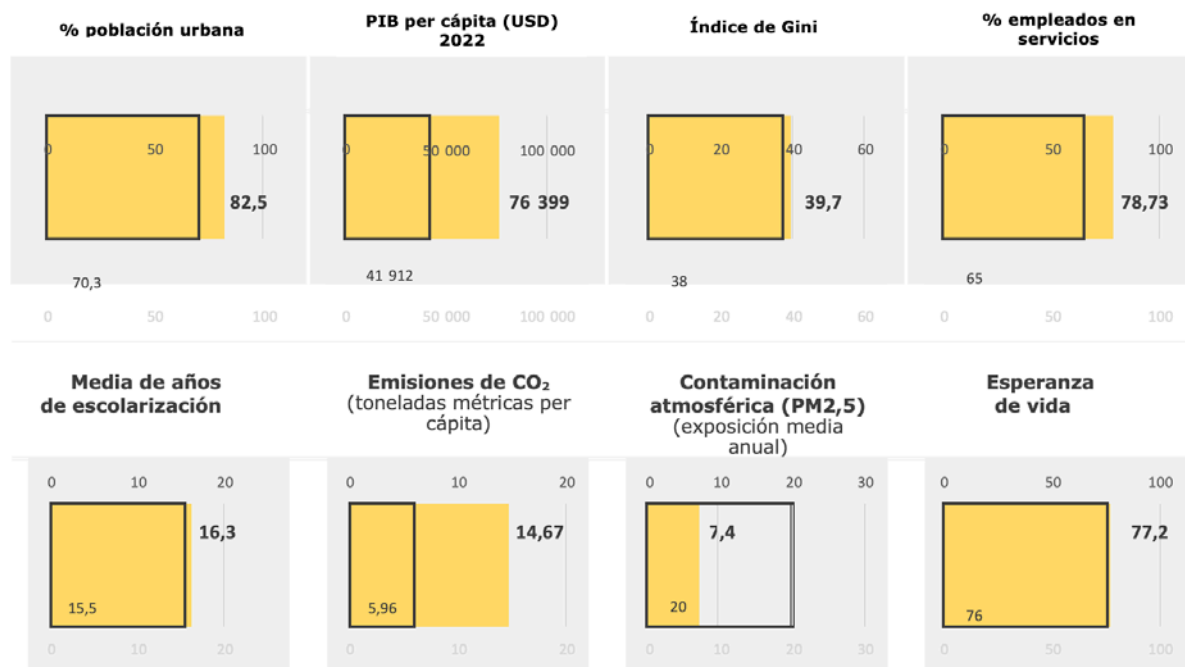 % población urbana
PIB per cápita (USD)
2022
Índice de Gini
% empleados en
servicios
0 50 100
0 50 000 100 000
0 20 40 60
0 50 100
82,5
76 399
39,7
78,73
70,3
41 912
38
65
0 50 100
0 50 000 100 000
0 20 40 60
0 50 100
Media de años
de escolarización
Emisiones de CO₂
(toneladas métricas per
cápita)
Contaminación
atmosférica (PM2,5)
(exposición media
anual)
Esperanza
de vida
0 10 20
0 10 20
0 10 20 30
0 50 100
16,3
14,67
7,4
77,2
15,5
5,96
20
76
0 10 20
0 10 20
0 10 20 30
0 50 100